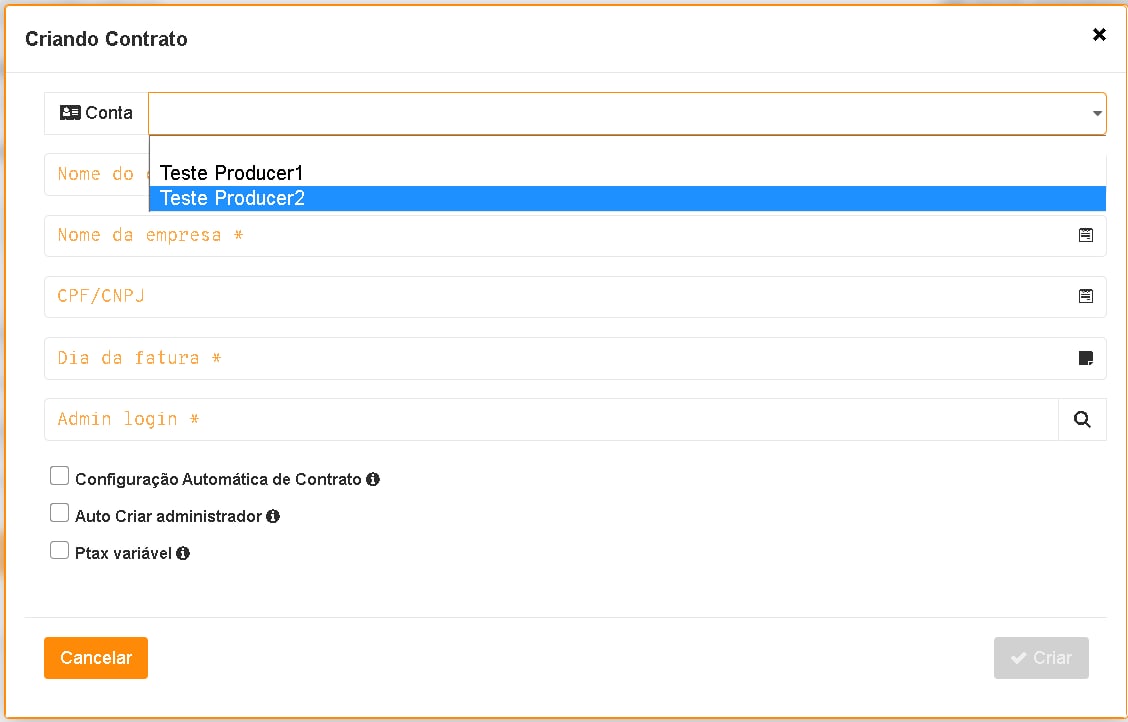 Criando Contrato
Conta
Nome do
Teste Producer1
Teste Producer2
Nome da empresa *
CPF/CNPJ
Dia da fatura *
Admin login *
Configuração Automática de Contrato
Auto Criar administrador
Ptax variável
Cancelar
Criar